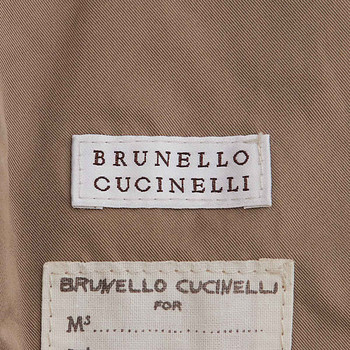 BRUNELLO
CUCINELLI
BRUNELLO CUCINELLI
FOR
Ms.......................................